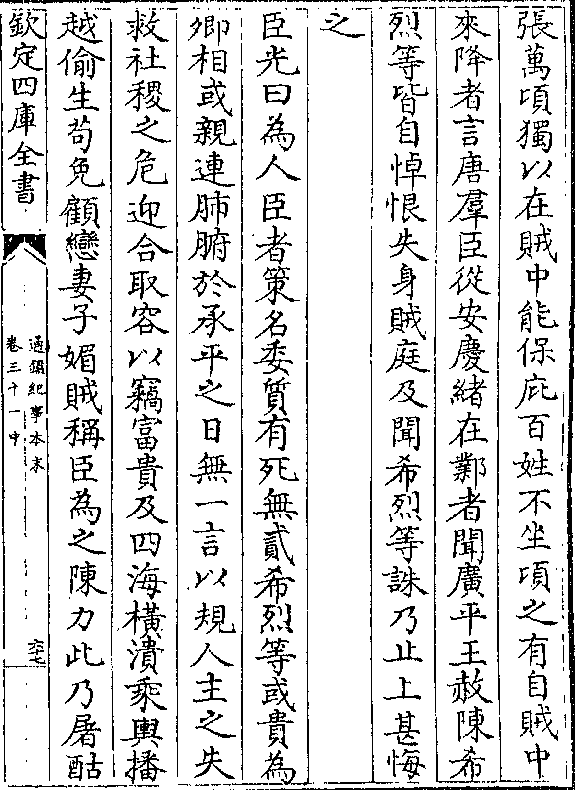 張萬頃獨以在賊中能保庇百姓不坐頃之有自賊中
來降者言唐羣臣從安慶緒在鄴者聞廣平王赦陳希
烈等皆自悼恨失身賊庭及聞希烈等誅乃止上甚悔
之
臣光曰為人臣者策名委質有死無貳希烈等或貴為
卿相或親連肺腑於承平之日無一言以規人主之失
救社稷之危迎合取容以竊富貴及四海橫潰乘輿播
越偷生苟免顧戀妻子媚賊稱臣為之陳力此乃屠酤
欽定四庫全書
通鑑紀事本末
卷三十一中
六七